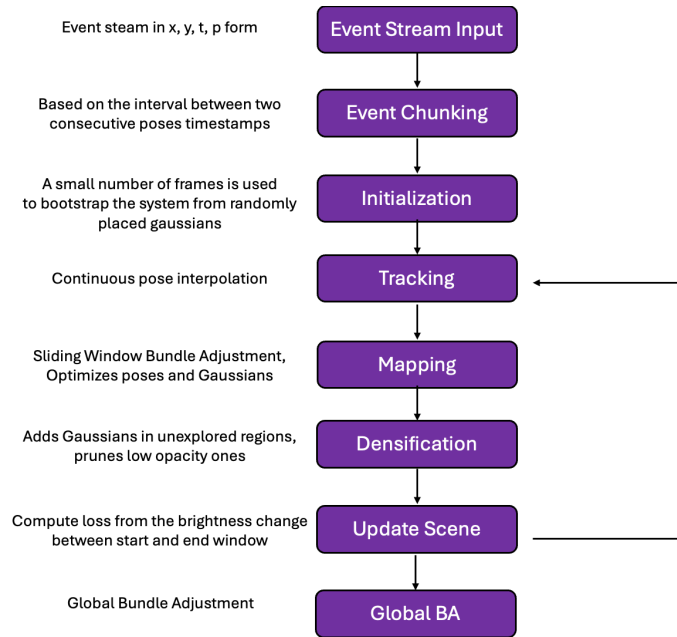 Event steam in x, y, t, p form
Event Stream Input
Based on the interval between two
consecutive poses timestamps
Event Chunking
A small number of frames is used
to bootstrap the system from randomly
placed gaussians
Initialization
Continuous pose interpolation
Tracking
Sliding Window Bundle Adjustment,
Optimizes poses and Gaussians
Mapping
Adds Gaussians in unexplored regions,
prunes low opacity ones
Densification
Compute loss from the brightness change
between start and end window
Update Scene
Global Bundle Adjustment
Global BA